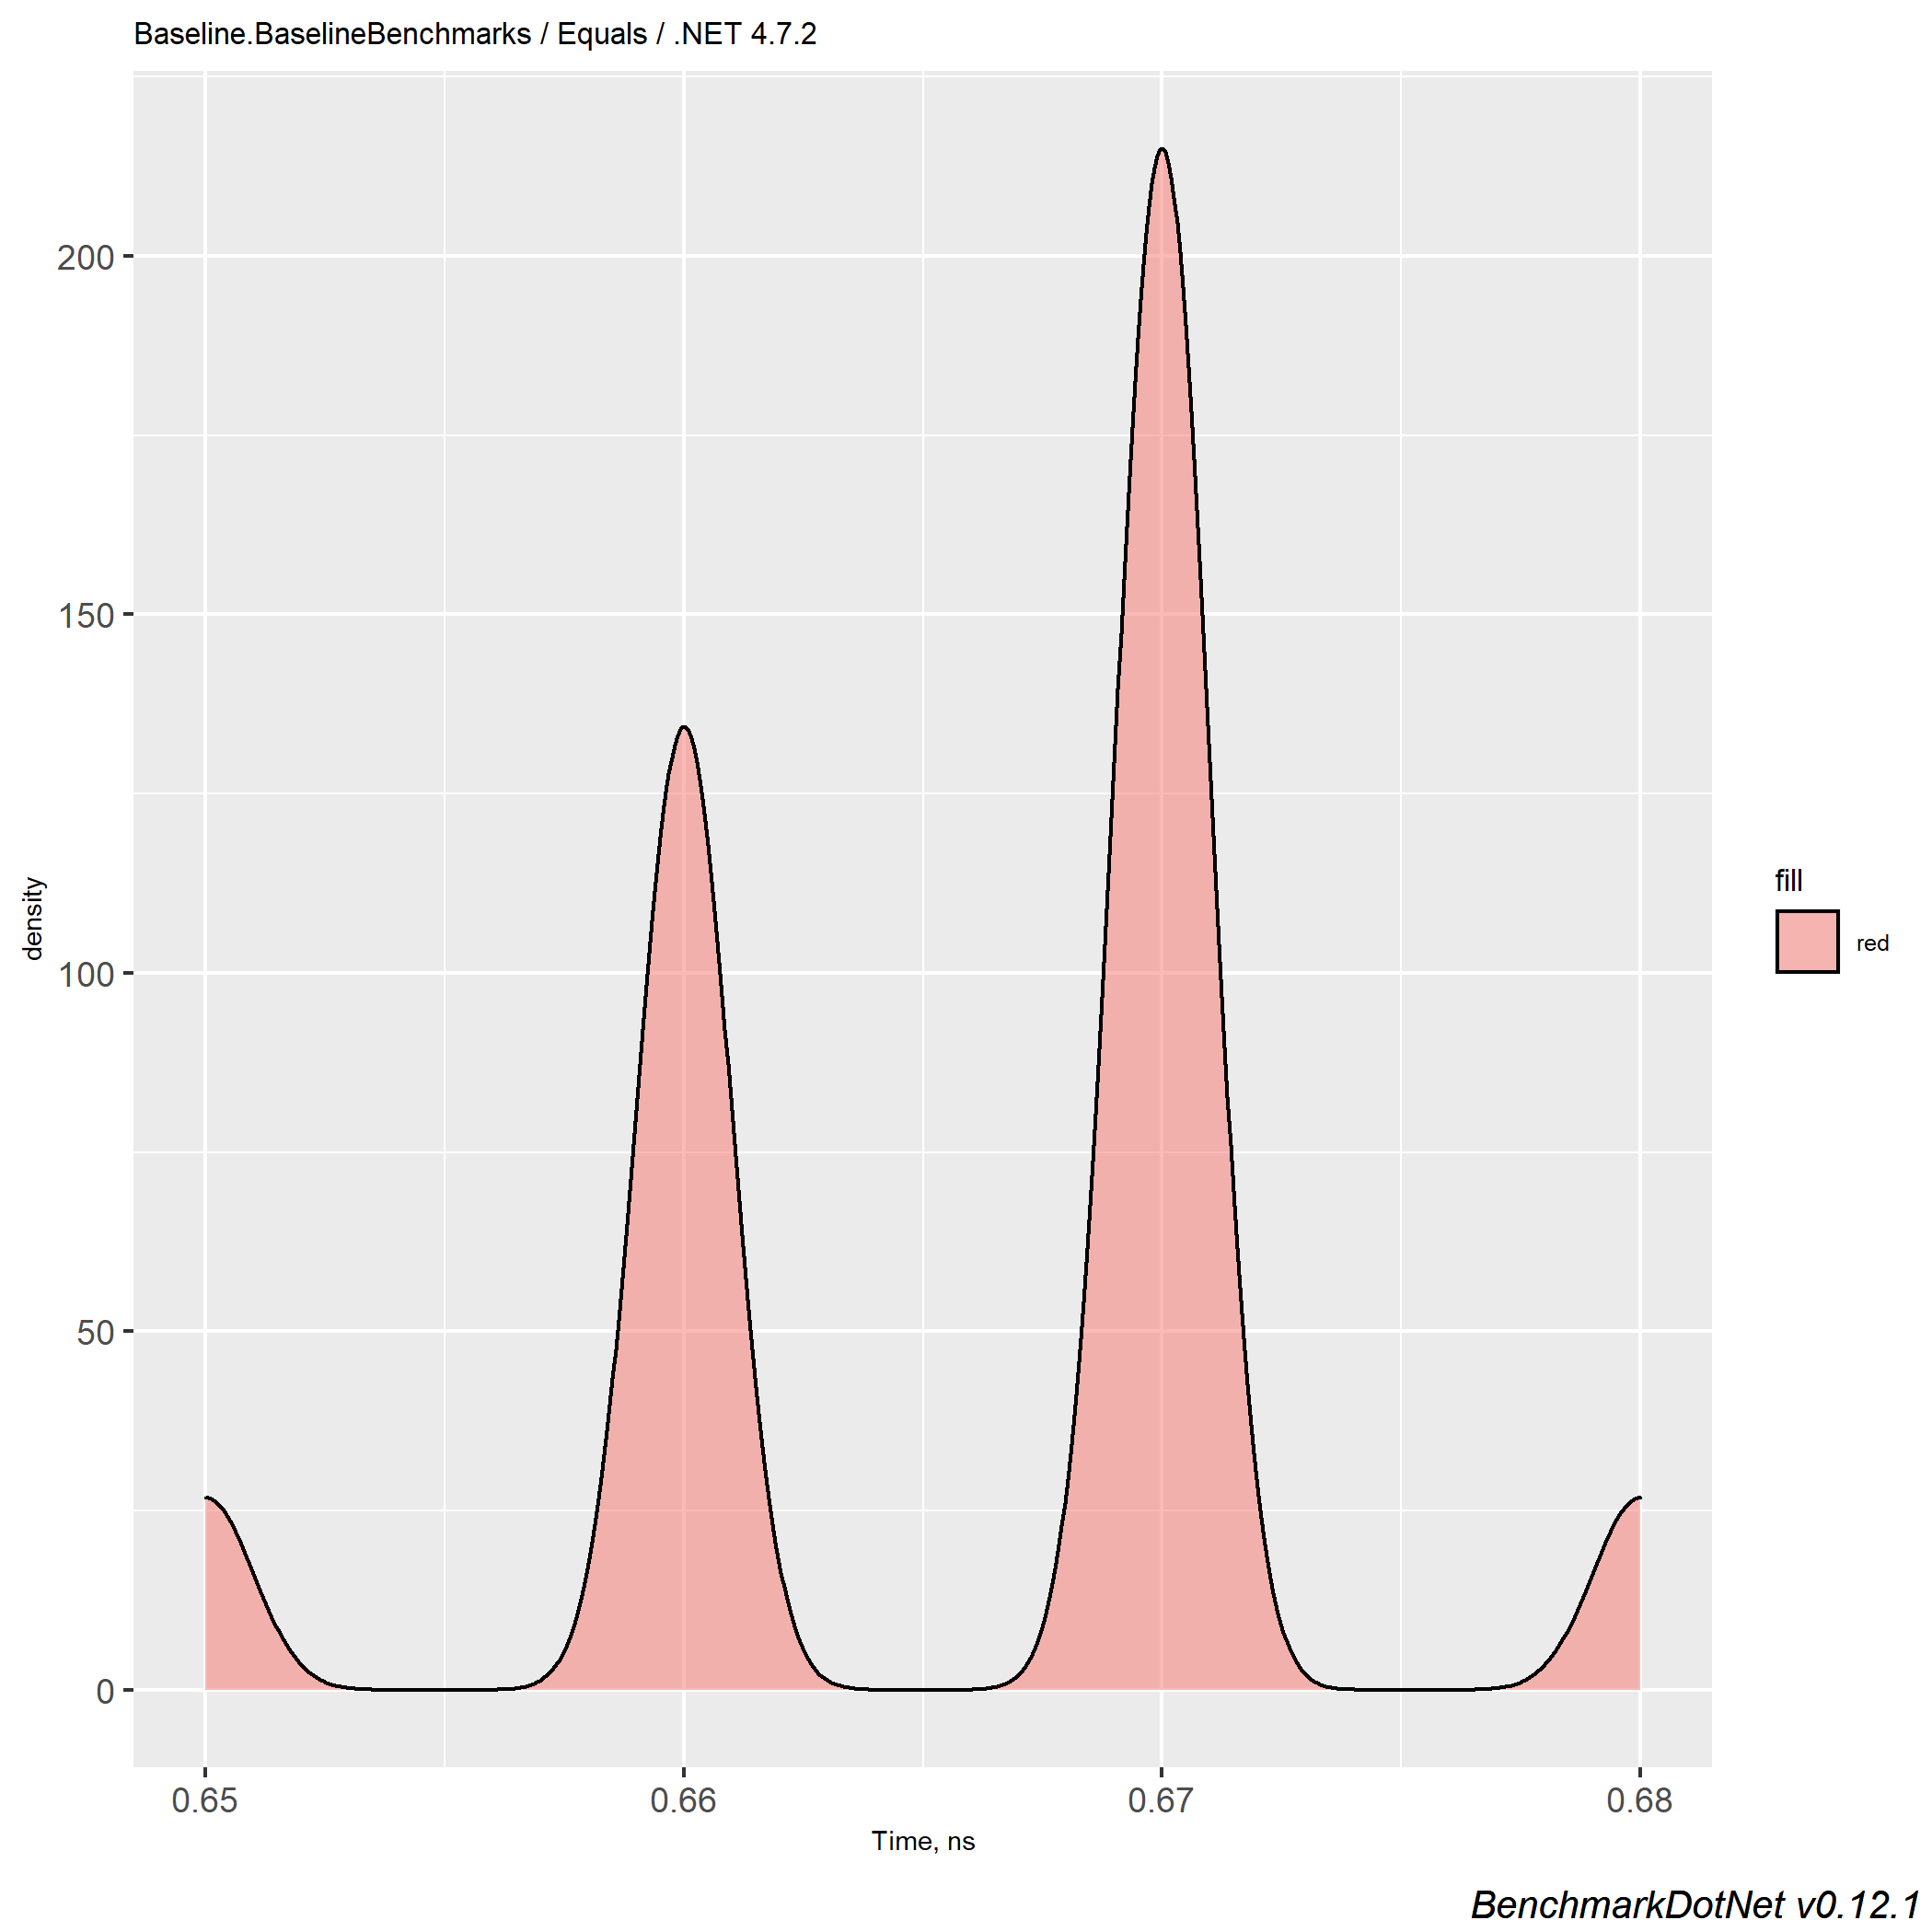 Baseline.BaselineBenchmarks / Equals / .NET 4.7.2
200
150
100
50
0
density
0.65 0.66 0.67 0.68
Time, ns
fill
red
BenchmarkDotNet v0.12.1